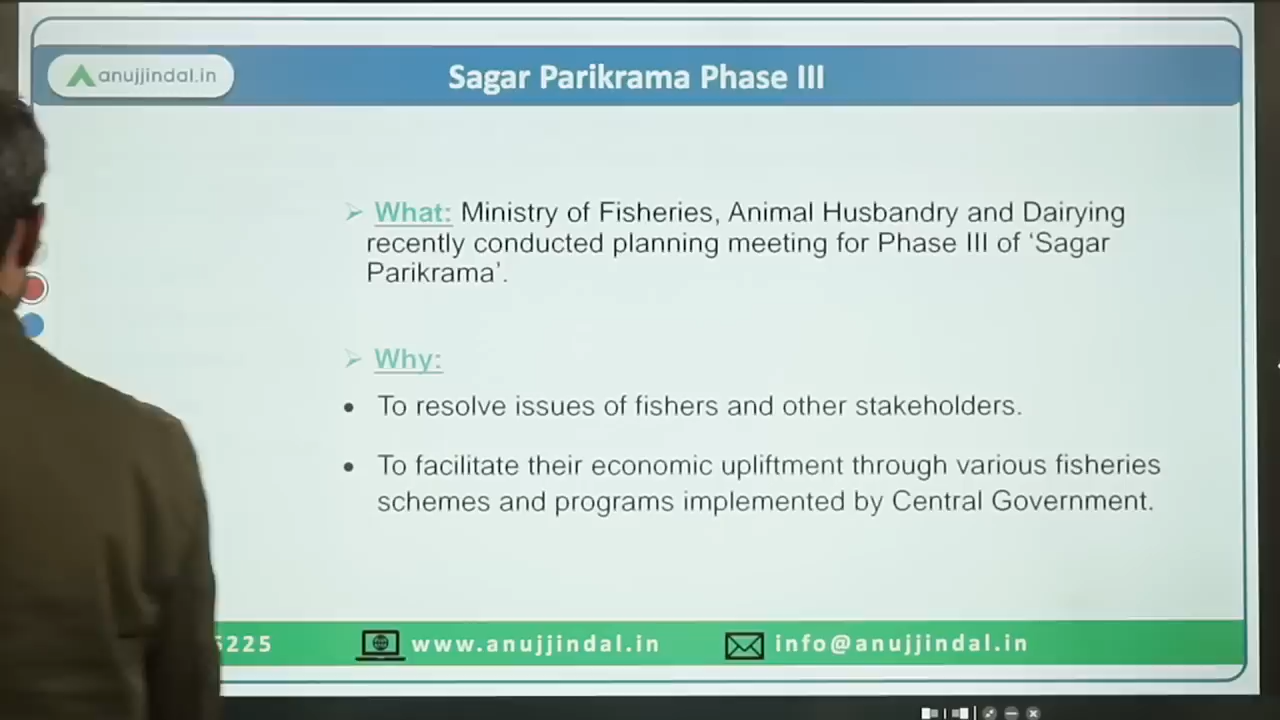 anujjindal.in
Sagar Parikrama Phase III
➢ What: Ministry of Fisheries, Animal Husbandry and Dairying
recently conducted planning meeting for Phase III of ‘Sagar
Parikrama’.
➢ Why:
• To resolve issues of fishers and other stakeholders.
• To facilitate their economic upliftment through various fisheries
schemes and programs implemented by Central Government.
5225 www.anujjindal.in info@anujjindal.in